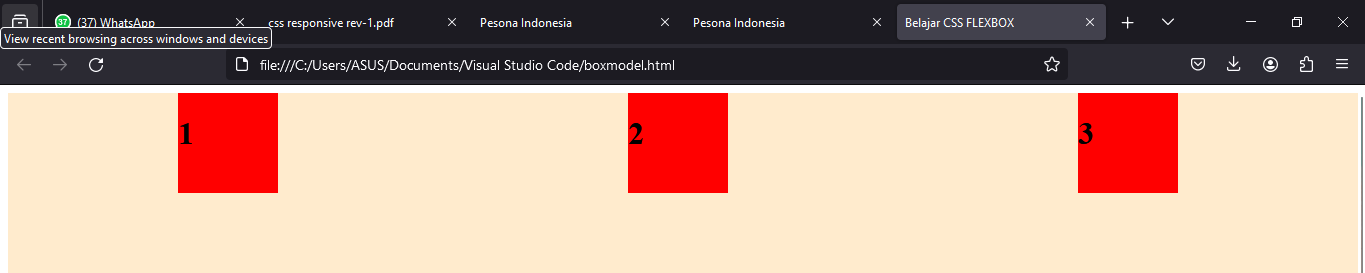 37 (37) WhatsApp
css responsive rev-1.pdf
Pesona Indonesia
Pesona Indonesia
Belajar CSS FLEXBOX
View recent browsing across windows and devices
file:///C:/Users/ASUS/Documents/Visual Studio Code/boxmodel.html
1
2
3